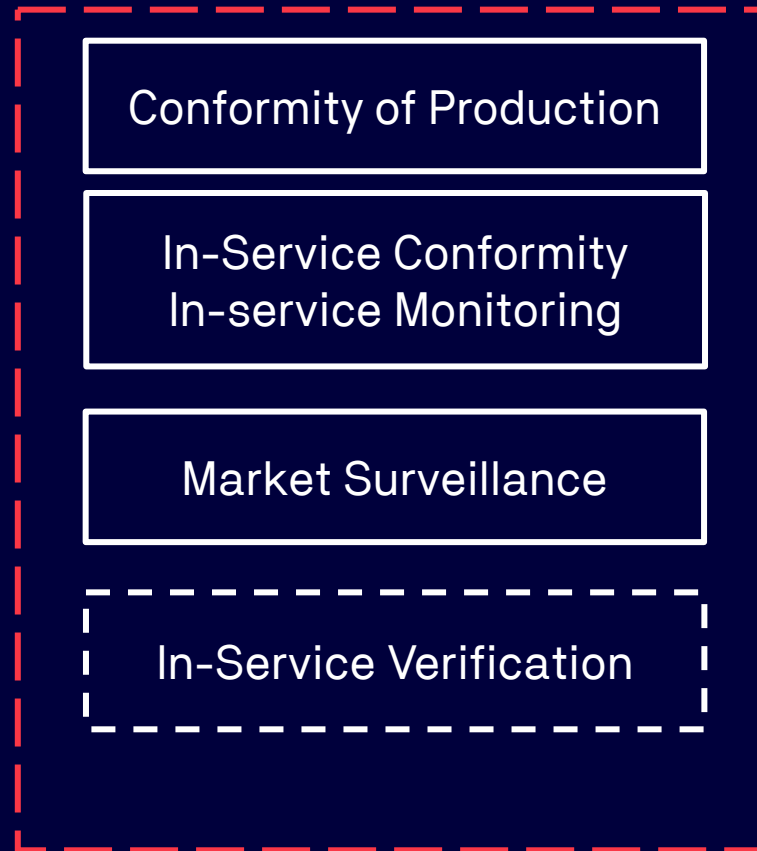 Conformity of Production
In-Service Conformity
In-service Monitoring
Market Surveillance
In-Service Verification